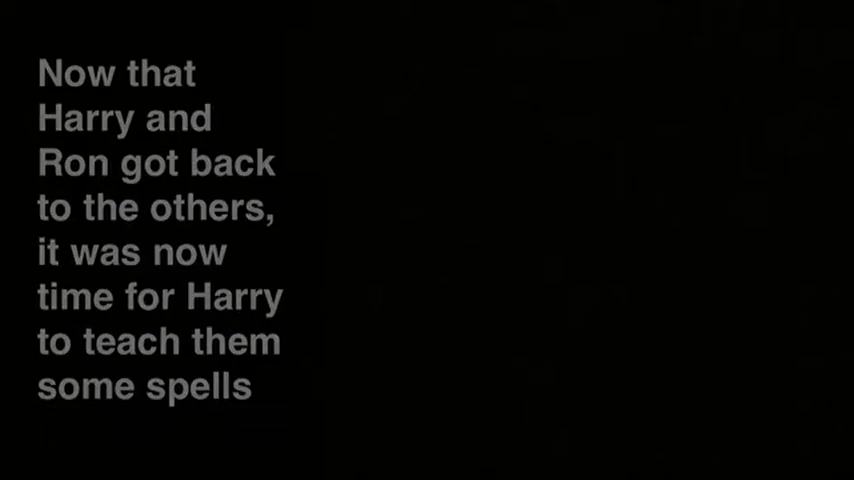 Now that
Harry and
Ron got back
to the others,
it was now
time for Harry
to teach them
some spells